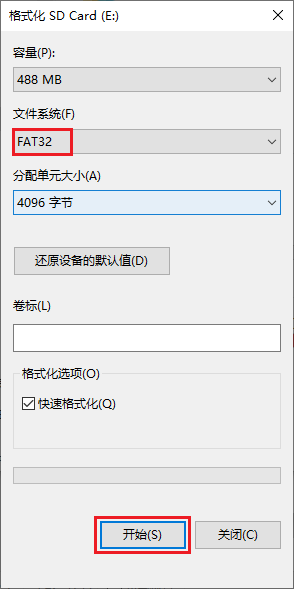 格式化 SD Card (E:)
容量(P):
488 MB
文件系统(F)
FAT32
分配单元大小(A)
4096 字节
还原设备的默认值(D)
卷标(L)
格式化选项(O)
快速格式化(Q)
开始(S)
关闭(C)